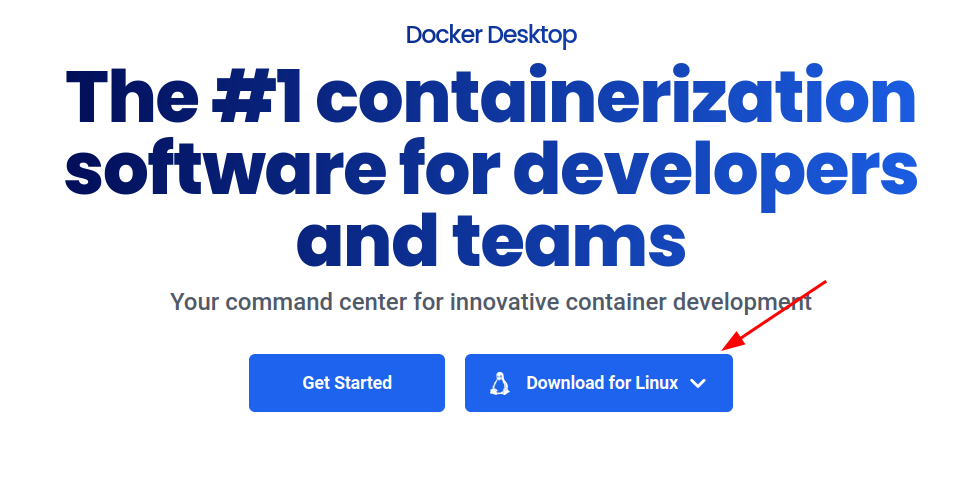 Docker Desktop
The #1 containerization
software for developers
and teams
Your command center for innovative container development
Get Started
Download for Linux